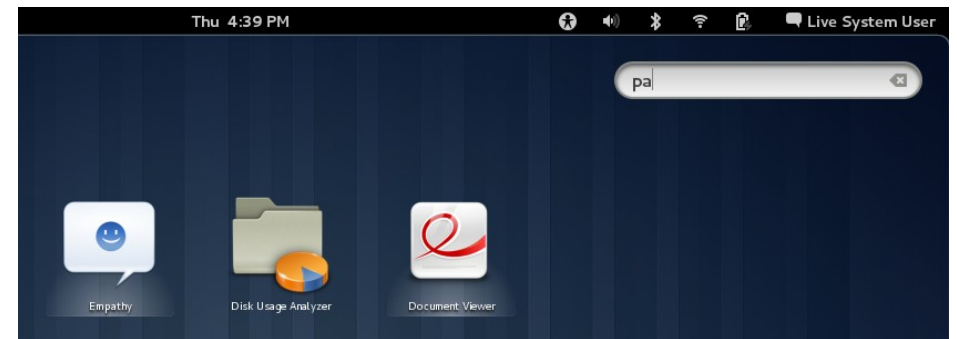 Thu 4:39 PM
Live System User
pa
Empathy
Disk Usage Analyzer
Document Viewer